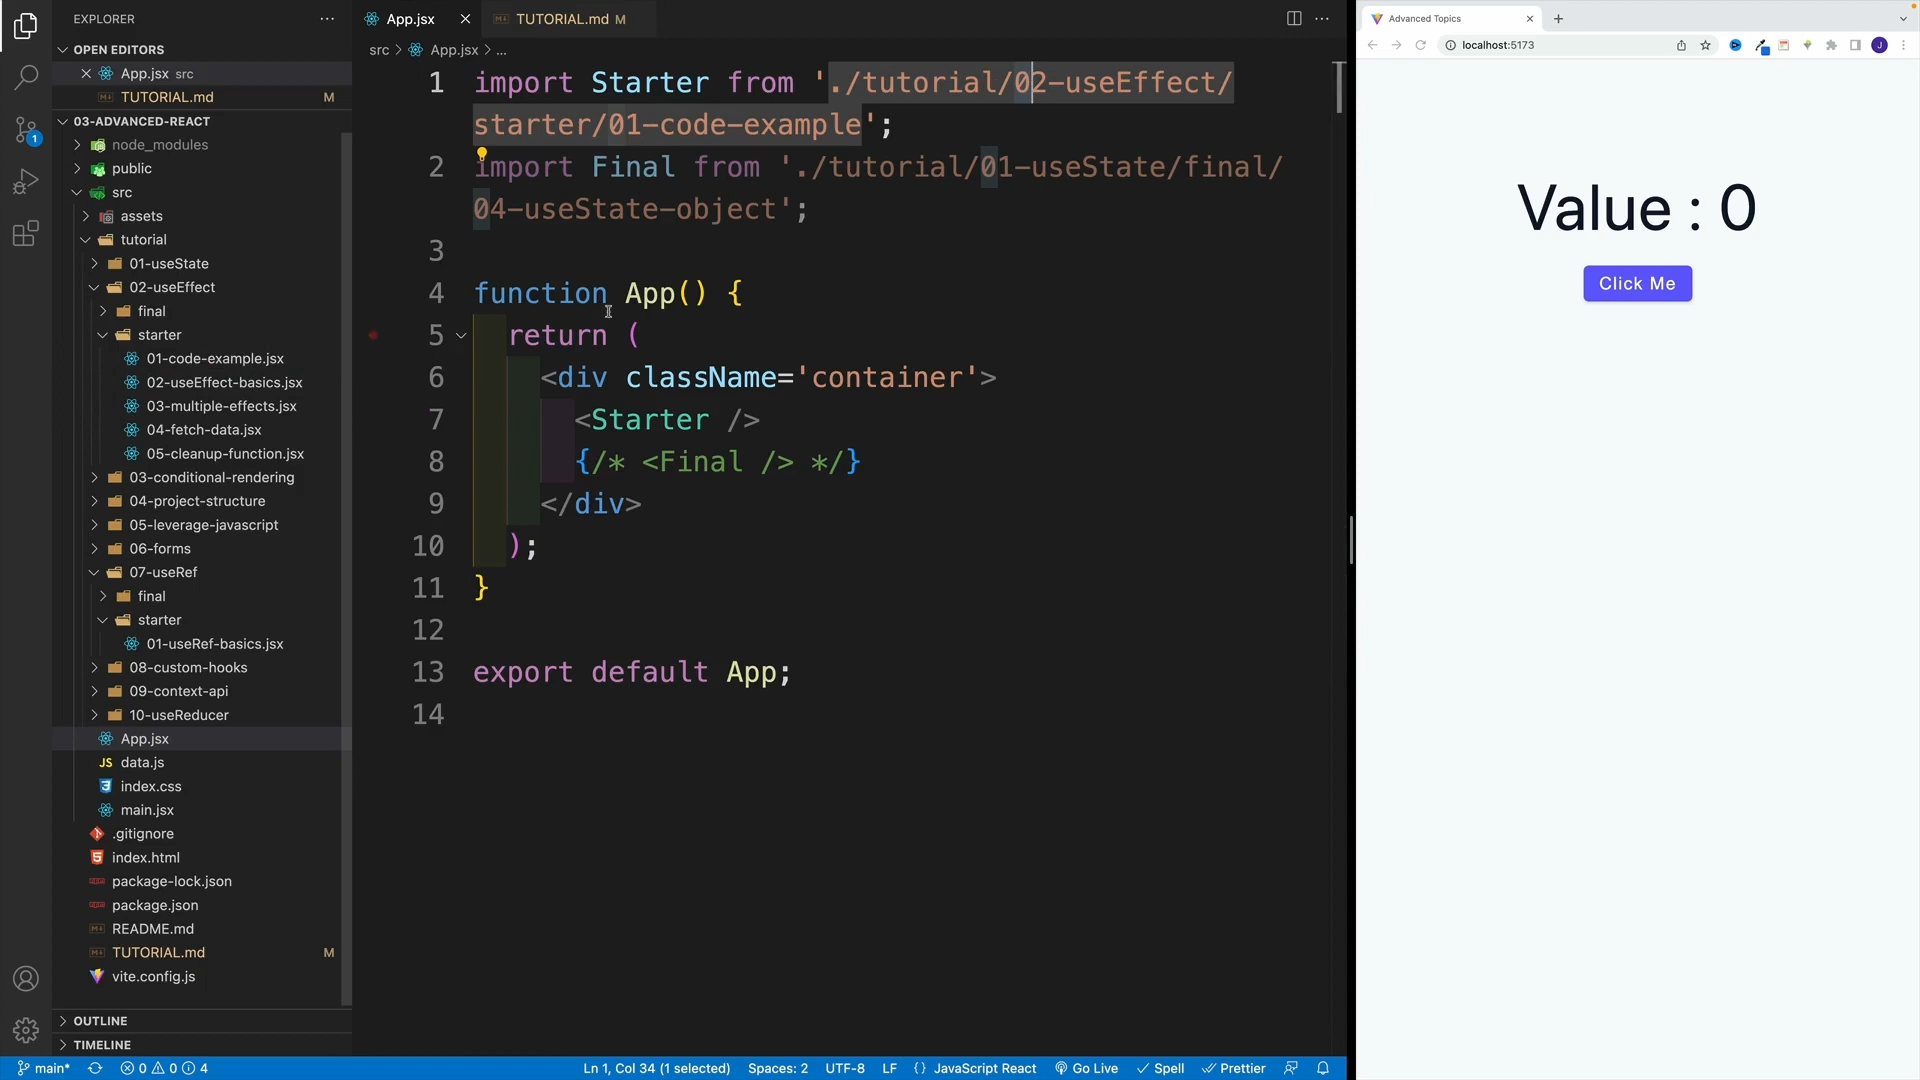 EXPLORER
OPEN EDITORS
App.jsx src
TUTORIAL.md M
03-ADVANCED-REACT
node_modules
public
src
assets
tutorial
01-useState
02-useEffect
final
starter
01-code-example.jsx
02-useEffect-basics.jsx
03-multiple-effects.jsx
04-fetch-data.jsx
05-cleanup-function.jsx
03-conditional-rendering
04-project-structure
05-leverage-javascript
06-forms
07-useRef
final
starter
01-useRef-basics.jsx
08-custom-hooks
09-context-api
10-useReducer
App.jsx
JS data.js
index.css
main.jsx
.gitignore
index.html
package-lock.json
package.json
README.md
TUTORIAL.md M
vite.config.js
OUTLINE
TIMELINE
1
App.jsx
TUTORIAL.md M
src > App.jsx > ...
1 import Starter from './tutorial/02-useEffect/
starter/01-code-example';
2 import Final from './tutorial/01-useState/final/
04-useState-object';
3
4 function App() {
5 return (
6 <div className='container'>
7 <Starter />
8 {/* <Final /> */}
9 </div>
10 );
11 }
12
13 export default App;
14
main* 0 0 4 Ln 1, Col 34 (1 selected) Spaces: 2 UTF-8 LF {} JavaScript React Go Live Spell Prettier
Advanced Topics
localhost:5173
J
Value : 0
Click Me